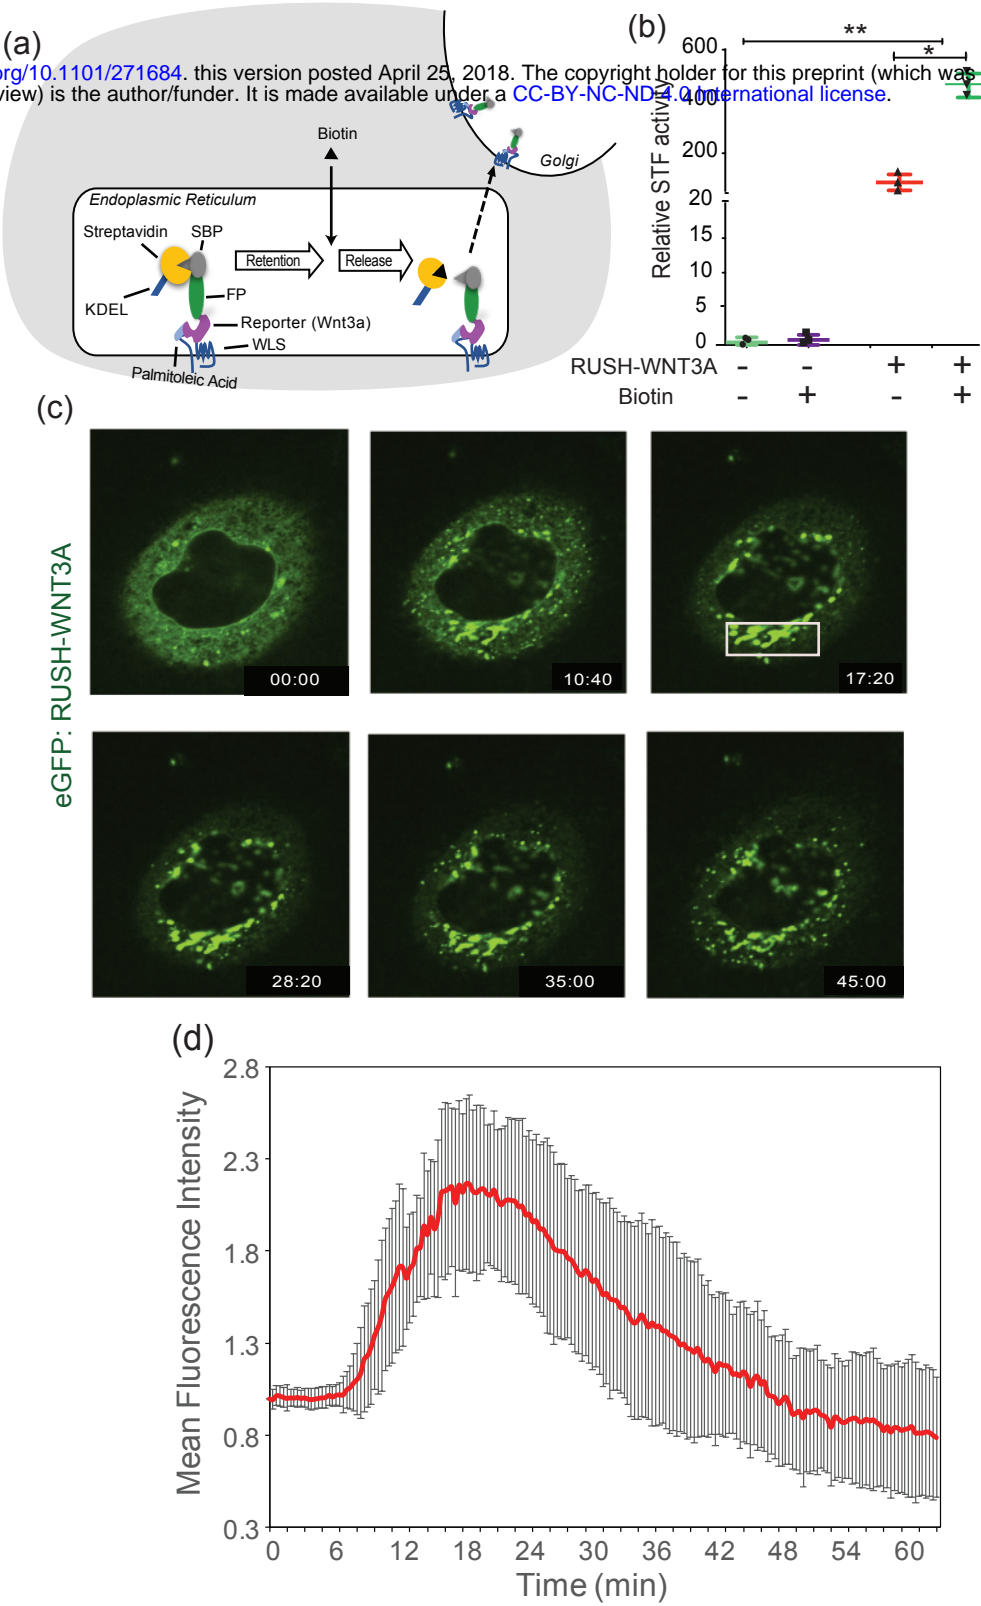 (a)
(b)
org/10.1101/271684. this version posted April 25, 2018. The copyright holder for this preprint (which was
view) is the author/funder. It is made available under a CC-BY-NC-ND 4.0 International license.
Biotin
Golgi
Endoplasmic Reticulum
Streptavidin
SBP
Retention
Release
KDEL
FP
Reporter (Wnt3a)
WLS
Palmitoleic Acid
**
*
Relative STF activity
600
400
200
20
15
10
5
0
RUSH-WNT3A - - + +
Biotin - + - +
(c)
eGFP: RUSH-WNT3A
00:00
10:40
17:20
28:20
35:00
45:00
(d)
Mean Fluorescence Intensity
2.8
2.3
1.8
1.3
0.8
0.3
0 6 12 18 24 30 36 42 48 54 60
Time (min)